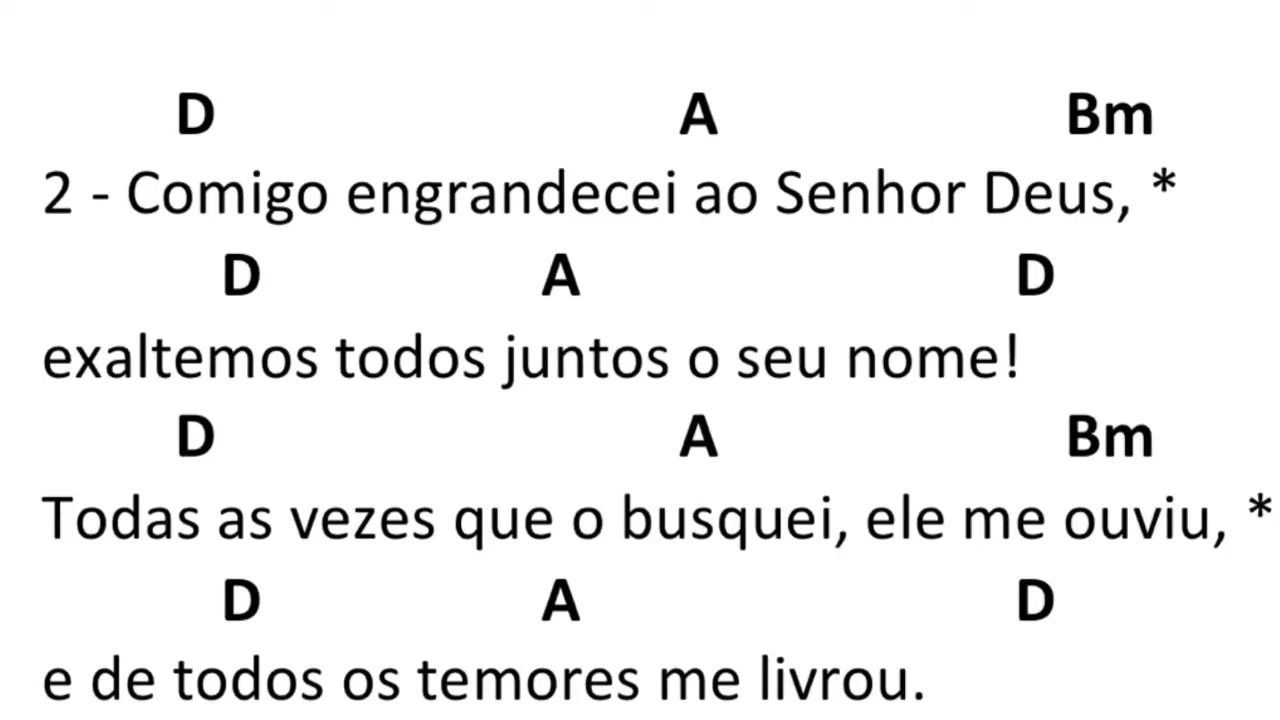 D A Bm
2 - Comigo engrandecei ao Senhor Deus, *
D A D
exaltemos todos juntos o seu nome!
D A Bm
Todas as vezes que o busquei, ele me ouviu, *
D A D
e de todos os temores me livrou.